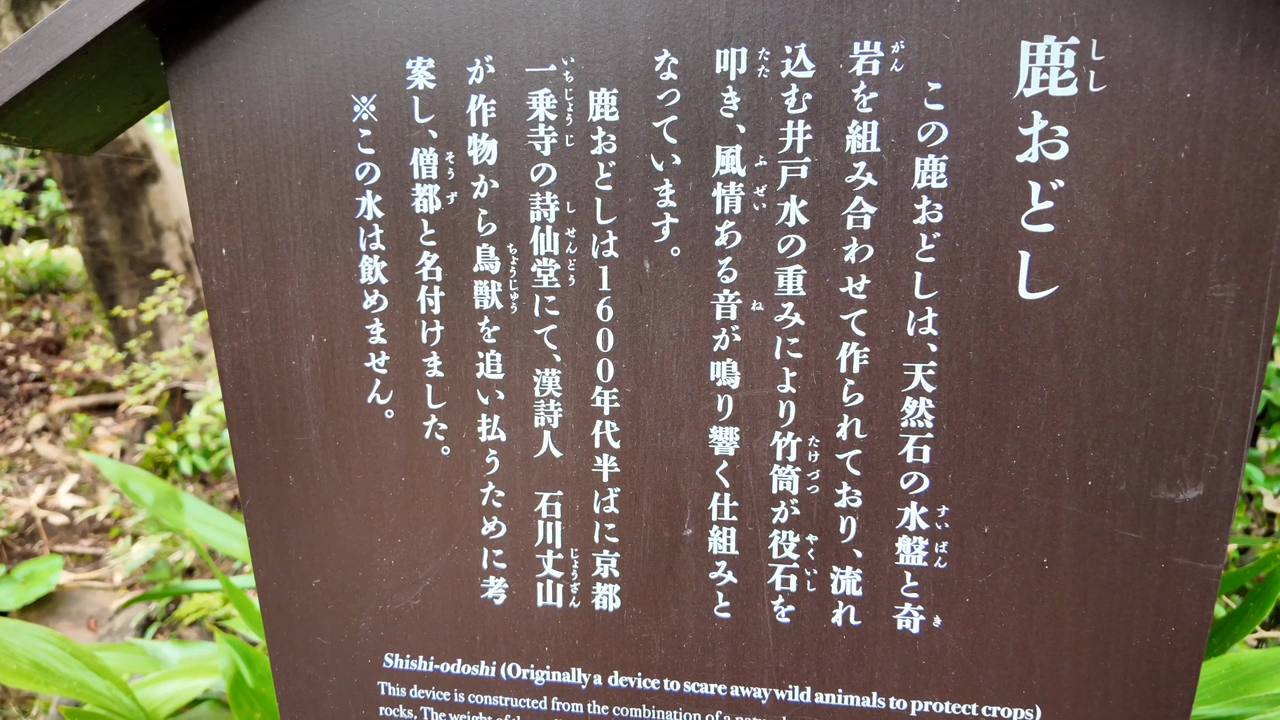 鹿おどし
この鹿おどしは、天然石の水盤と奇
岩を組み合わせて作られており、流れ
込む井戸水の重みにより竹筒が役石を
叩き、風情ある音が鳴り響く仕組みと
なっています。
鹿おどしは1600年代半ばに京都
一乗寺の詩仙堂にて、漢詩人　石川丈山
が作物から鳥獣を追い払うために考
案し、僧都と名付けました。
※この水は飲めません。
Shishi-odoshi (Originally a device to scare away wild animals to protect crops)
This device is constructed from the combination of a
rocks. The weight of